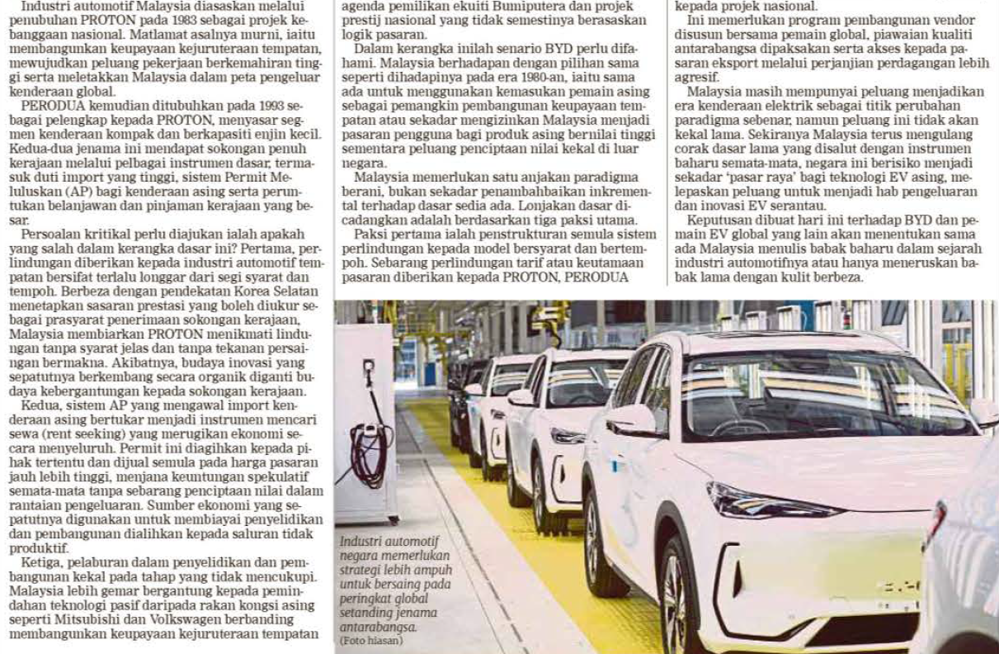 Industri automotif Malaysia diasaskan melalui
penubuhan PROTON pada 1983 sebagai projek ke-
banggaan nasional. Matlamat asalnya murni, iaitu
membangunkan keupayaan kejuruteraan tempatan,
mewujudkan peluang pekerjaan berkemahiran ting-
gi serta meletakkan Malaysia dalam peta pengeluar
kenderaan global.
PERODUA kemudian ditubuhkan pada 1993 se-
bagai pelengkap kepada PROTON, menyasar seg-
men kenderaan kompak dan berkapasiti enjin kecil.
Kedua-dua jenama ini mendapat sokongan penuh
kerajaan melalui pelbagai instrumen dasar, terma-
suk duti import yang tinggi, sistem Permit Me-
luluskan (AP) bagi kenderaan asing serta perun-
tukan belanjawan dan pinjaman kerajaan yang be-
sar.
Persoalan kritikal perlu diajukan ialah apakah
yang salah dalam kerangka dasar ini? Pertama, per-
lindungan diberikan kepada industri automotif tem-
patan bersifat terlalu longgar dari segi syarat dan
tempoh. Berbeza dengan pendekatan Korea Selatan
menetapkan sasaran prestasi yang boleh diukur se-
bagai prasyarat penerimaan sokongan kerajaan,
Malaysia membiarkan PROTON menikmati lindu-
ngan tanpa syarat jelas dan tanpa tekanan persai-
ngan bermakna. Akibatnya, budaya inovasi yang
sepatutnya berkembang secara organik diganti bu-
daya kebergantungan kepada sokongan kerajaan.
Kedua, sistem AP yang mengawal import ken-
deraan asing bertukar menjadi instrumen mencari
sewa (rent seeking) yang merugikan ekonomi se-
cara menyeluruh. Permit ini diagihkan kepada pi-
hak tertentu dan dijual semula pada harga pasaran
jauh lebih tinggi, menjana keuntungan spekulatif
semata-mata tanpa sebarang penciptaan nilai dalam
rantaian pengeluaran. Sumber ekonomi yang se-
patutnya digunakan untuk membiayai penyelidikan
dan pembangunan dialihkan kepada saluran tidak
produktif.
Ketiga, pelaburan dalam penyelidikan dan pem-
bangunan kekal pada tahap yang tidak mencukupi.
Malaysia lebih gemar bergantung kepada pemin-
dahan teknologi pasif daripada rakan kongsi asing
seperti Mitsubishi dan Volkswagen berbanding
membangunkan keupayaan kejuruteraan tempatan
agenda pemilikan ekuiti Bumiputera dan projek
prestij nasional yang tidak semestinya berasaskan
logik pasaran.
Dalam kerangka inilah senario BYD perlu difa-
hami. Malaysia berhadapan dengan pilihan sama
seperti dihadapinya pada era 1980-an, iaitu sama
ada untuk menggunakan kemasukan pemain asing
sebagai pemangkin pembangunan keupayaan tem-
patan atau sekadar mengizinkan Malaysia menjadi
pasaran pengguna bagi produk asing bernilai tinggi
sementara peluang penciptaan nilai kekal di luar
negara.
Malaysia memerlukan satu anjakan paradigma
berani, bukan sekadar penambahbaikan inkremen-
tal terhadap dasar sedia ada. Lonjakan dasar di-
cadangkan adalah berdasarkan tiga paksi utama.
Paksi pertama ialah penstrukturan semula sistem
perlindungan kepada model bersyarat dan bertem-
poh. Sebarang perlindungan tarif atau keutamaan
pasaran diberikan kepada PROTON, PERODUA
kepada projek nasional.
Ini memerlukan program pembangunan vendor
disusun bersama pemain global, piawaian kualiti
antarabangsa dipaksakan serta akses kepada pa-
saran eksport melalui perjanjian perdagangan lebih
agresif.
Malaysia masih mempunyai peluang menjadikan
era kenderaan elektrik sebagai titik perubahan
paradigma sebenar, namun peluang ini tidak akan
kekal lama. Sekiranya Malaysia terus mengulang
corak dasar lama yang disalut dengan instrumen
baharu semata-mata, negara ini berisiko menjadi
sekadar ‘pasar raya’ bagi teknologi EV asing, me-
lepaskan peluang untuk menjadi hab pengeluaran
dan inovasi EV serantau.
Keputusan dibuat hari ini terhadap BYD dan pe-
main EV global yang lain akan menentukan sama
ada Malaysia menulis babak baharu dalam sejarah
industri automotifnya atau hanya meneruskan ba-
bak lama dengan kulit berbeza.
Industri automotif
negara memerlukan
strategi lebih ampuh
untuk bersaing pada
peringkat global
setanding jenama
antarabangsa.
(Foto hiasan)